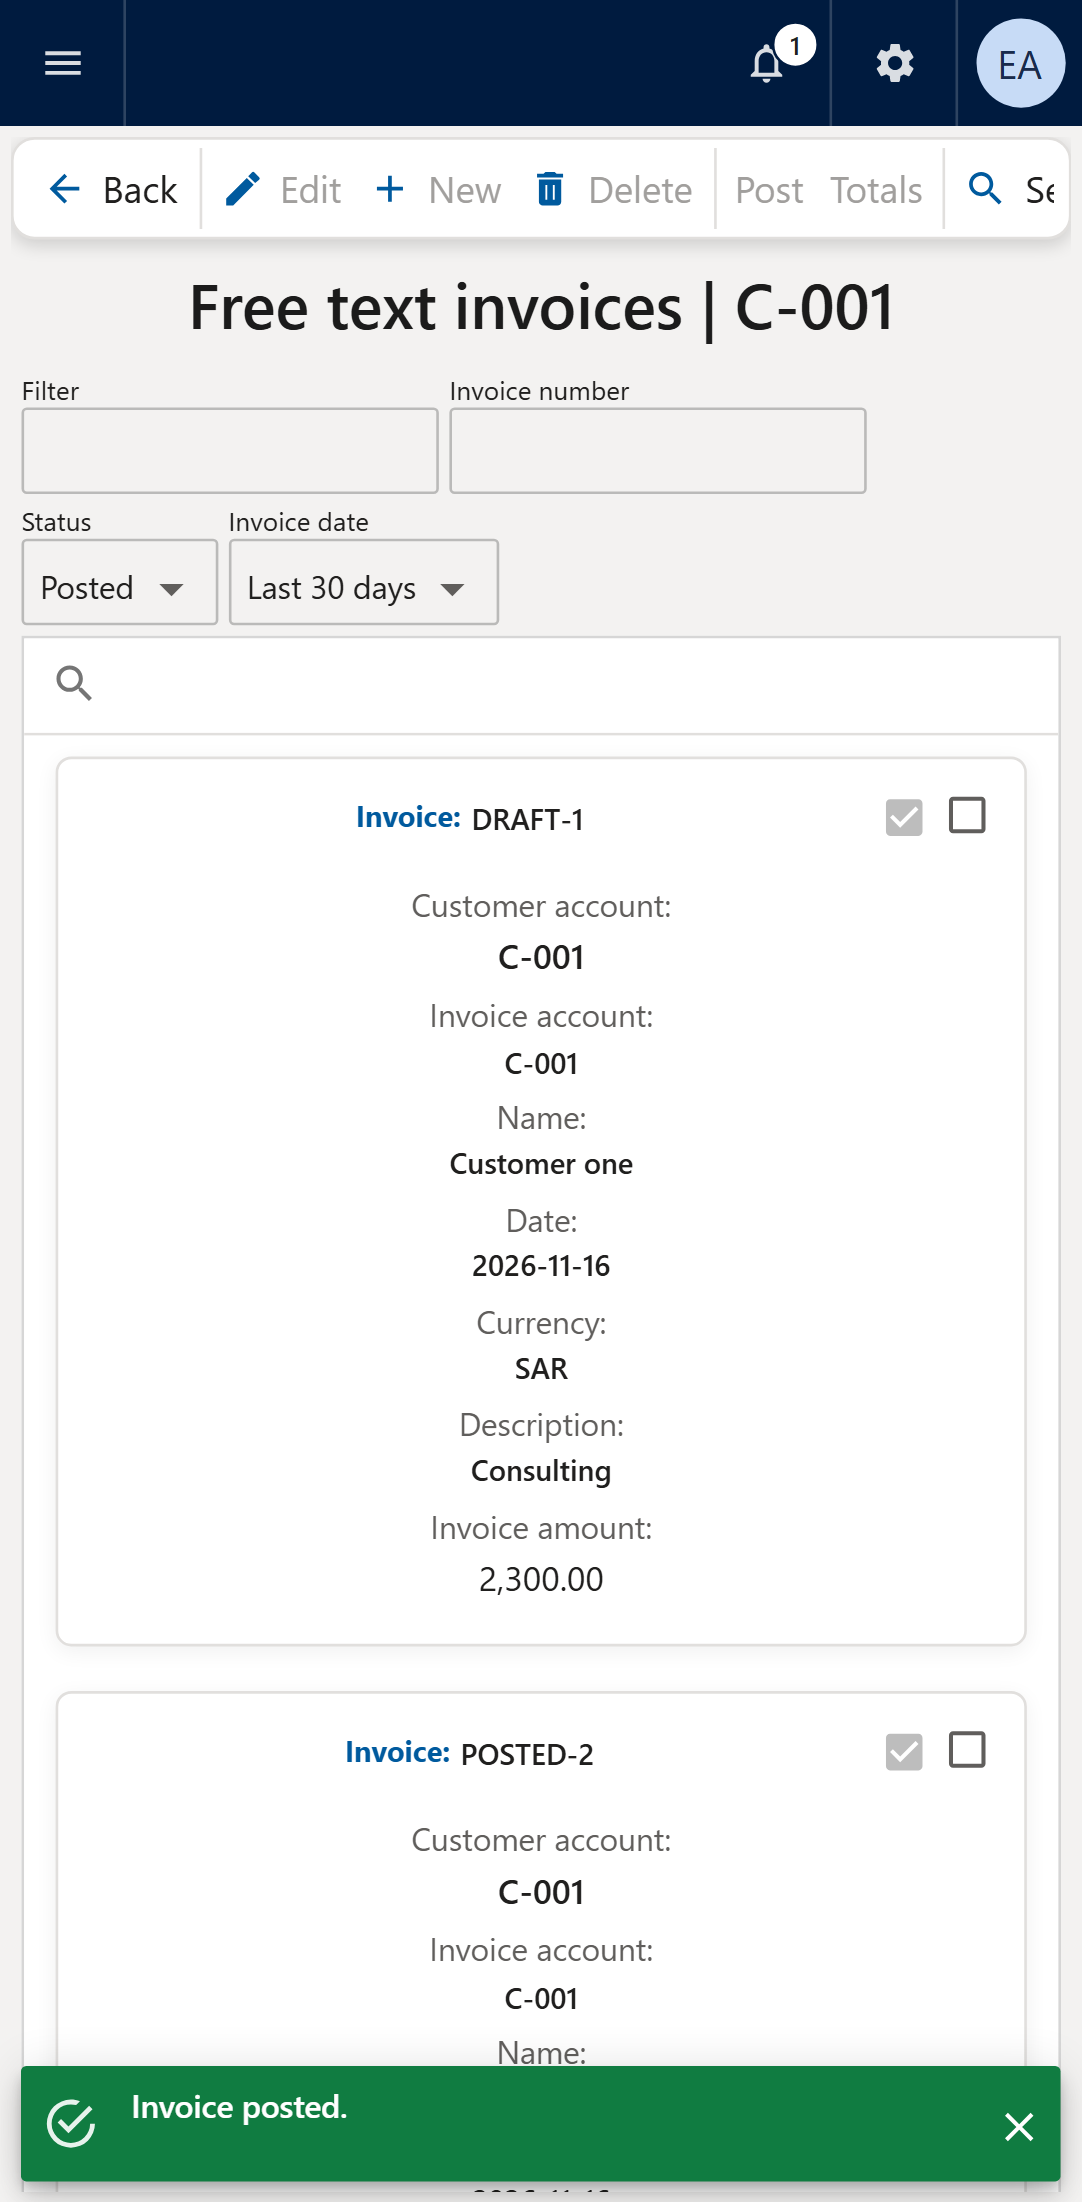 1
EA
Back Edit New Delete Post Totals Se
Free text invoices | C-001
Filter Invoice number
Status Invoice date
Posted Last 30 days
Invoice: DRAFT-1
Customer account:
C-001
Invoice account:
C-001
Name:
Customer one
Date:
2026-11-16
Currency:
SAR
Description:
Consulting
Invoice amount:
2,300.00
Invoice: POSTED-2
Customer account:
C-001
Invoice account:
C-001
Name:
Invoice posted.